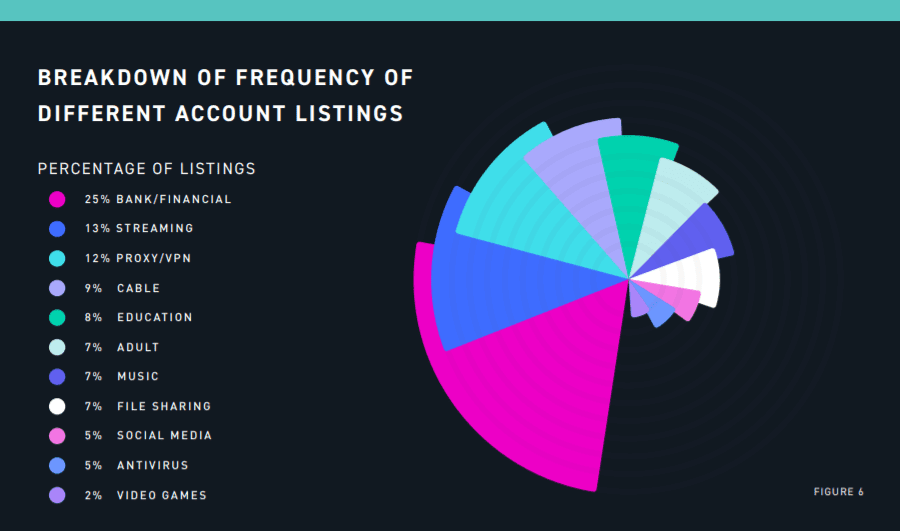 BREAKDOWN OF FREQUENCY OF
DIFFERENT ACCOUNT LISTINGS
PERCENTAGE OF LISTINGS
25% BANK/FINANCIAL
13% STREAMING
12% PROXY/VPN
9% CABLE
8% EDUCATION
7% ADULT
7% MUSIC
7% FILE SHARING
5% SOCIAL MEDIA
5% ANTIVIRUS
2% VIDEO GAMES
FIGURE 6